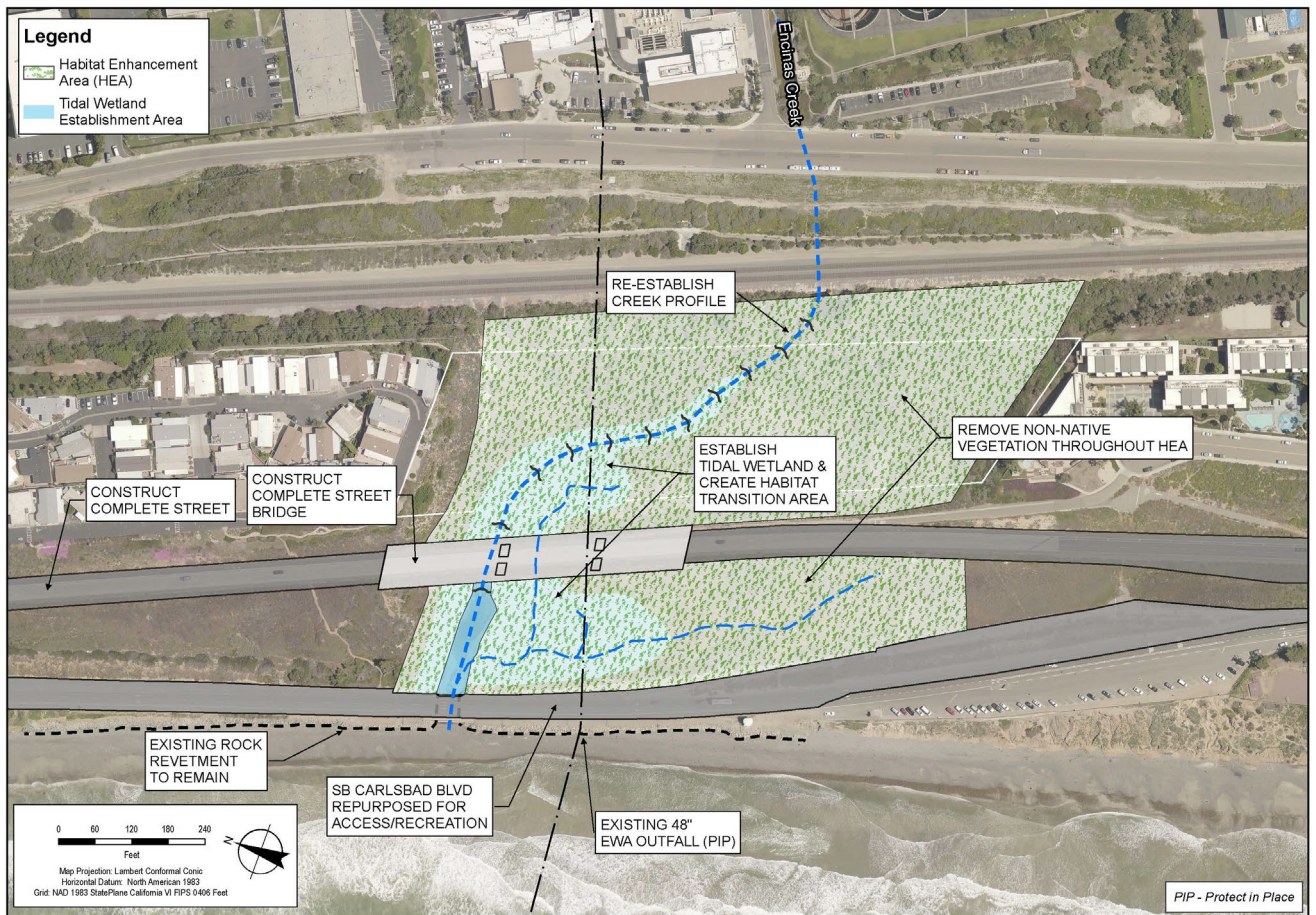 Legend
Habitat Enhancement
Area (HEA)
Tidal Wetland
Establishment Area
Encinas Creek
RE-ESTABLISH
CREEK PROFILE
REMOVE NON-NATIVE
VEGETATION THROUGHOUT HEA
ESTABLISH
TIDAL WETLAND &
CREATE HABITAT
TRANSITION AREA
CONSTRUCT
COMPLETE STREET
BRIDGE
CONSTRUCT
COMPLETE STREET
EXISTING ROCK
REVETMENT
TO REMAIN
SB CARLSBAD BLVD
REPURPOSED FOR
ACCESS/RECREATION
EXISTING 48"
EWA OUTFALL (PIP)
0 60 120 180 240
Feet
N
Map Projection: Lambert Conformal Conic
Horizontal Datum: North American 1983
Grid: NAD 1983 StatePlane California VI FIPS 0406 Feet
PIP - Protect in Place